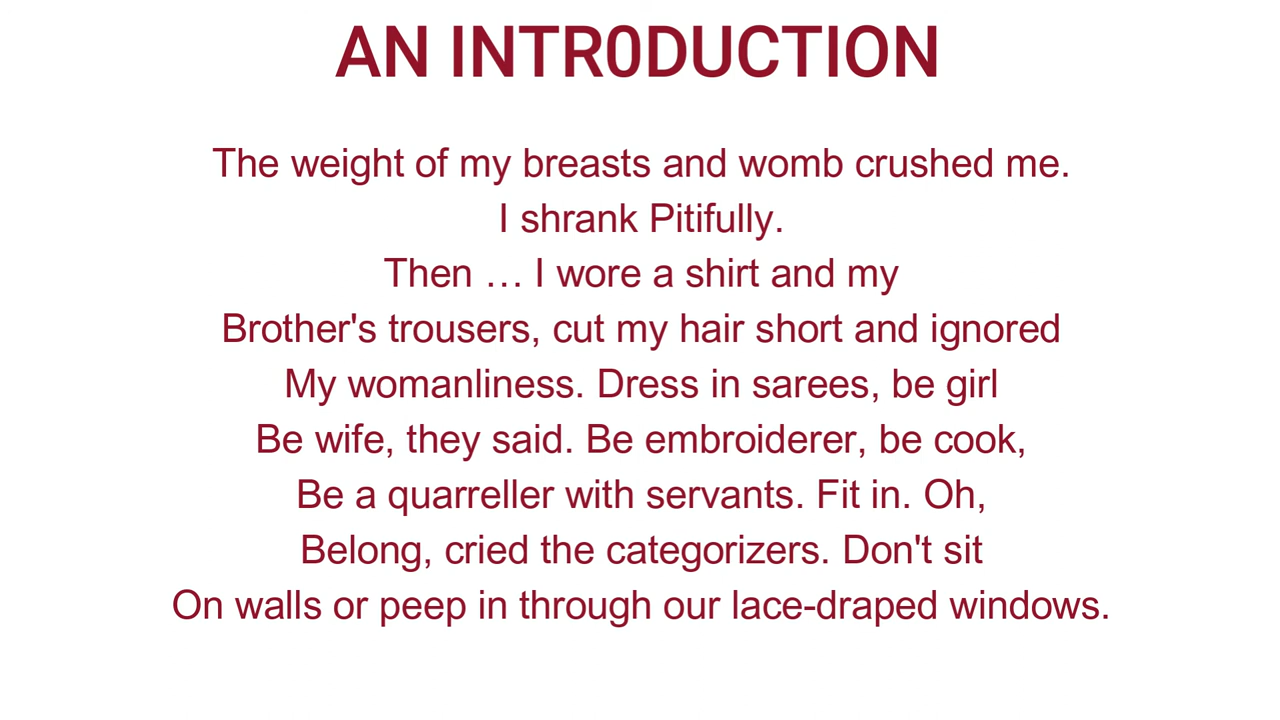 AN INTR0DUCTION
The weight of my breasts and womb crushed me.
I shrank Pitifully.
Then … I wore a shirt and my
Brother's trousers, cut my hair short and ignored
My womanliness. Dress in sarees, be girl
Be wife, they said. Be embroiderer, be cook,
Be a quarreller with servants. Fit in. Oh,
Belong, cried the categorizers. Don't sit
On walls or peep in through our lace-draped windows.